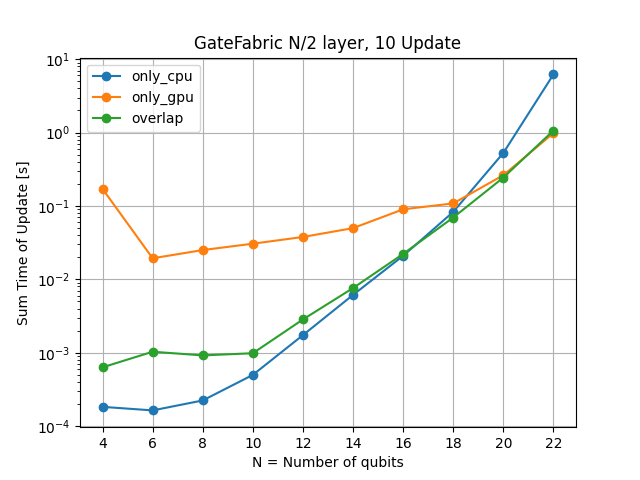 GateFabric N/2 layer, 10 Update
only_cpu
only_gpu
overlap
Sum Time of Update [s]
10^1
10^0
10^-1
10^-2
10^-3
10^-4
4 6 8 10 12 14 16 18 20 22
N = Number of qubits